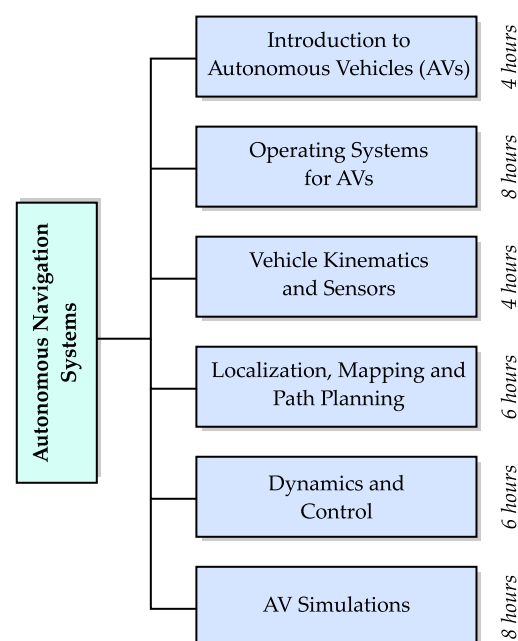 Autonomous Navigation
Systems
Introduction to
Autonomous Vehicles (AVs)
4 hours
Operating Systems
for AVs
8 hours
Vehicle Kinematics
and Sensors
4 hours
Localization, Mapping and
Path Planning
6 hours
Dynamics and
Control
6 hours
AV Simulations
8 hours